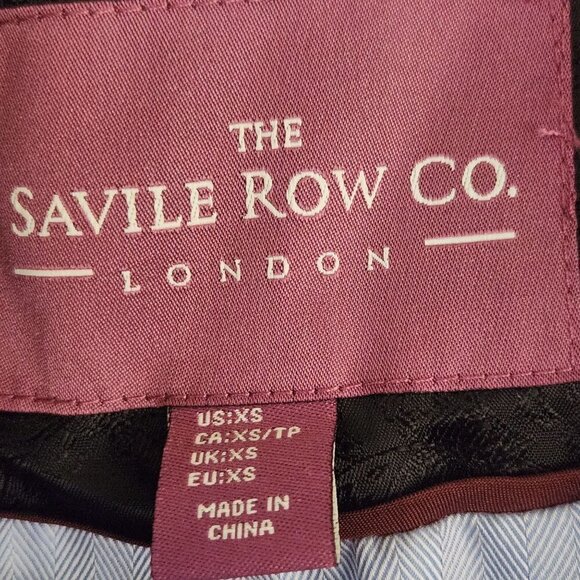 THE
SAVILE ROW CO.
LONDON
US:XS
CA:XS/TP
UK:XS
EU:XS
MADE IN
CHINA